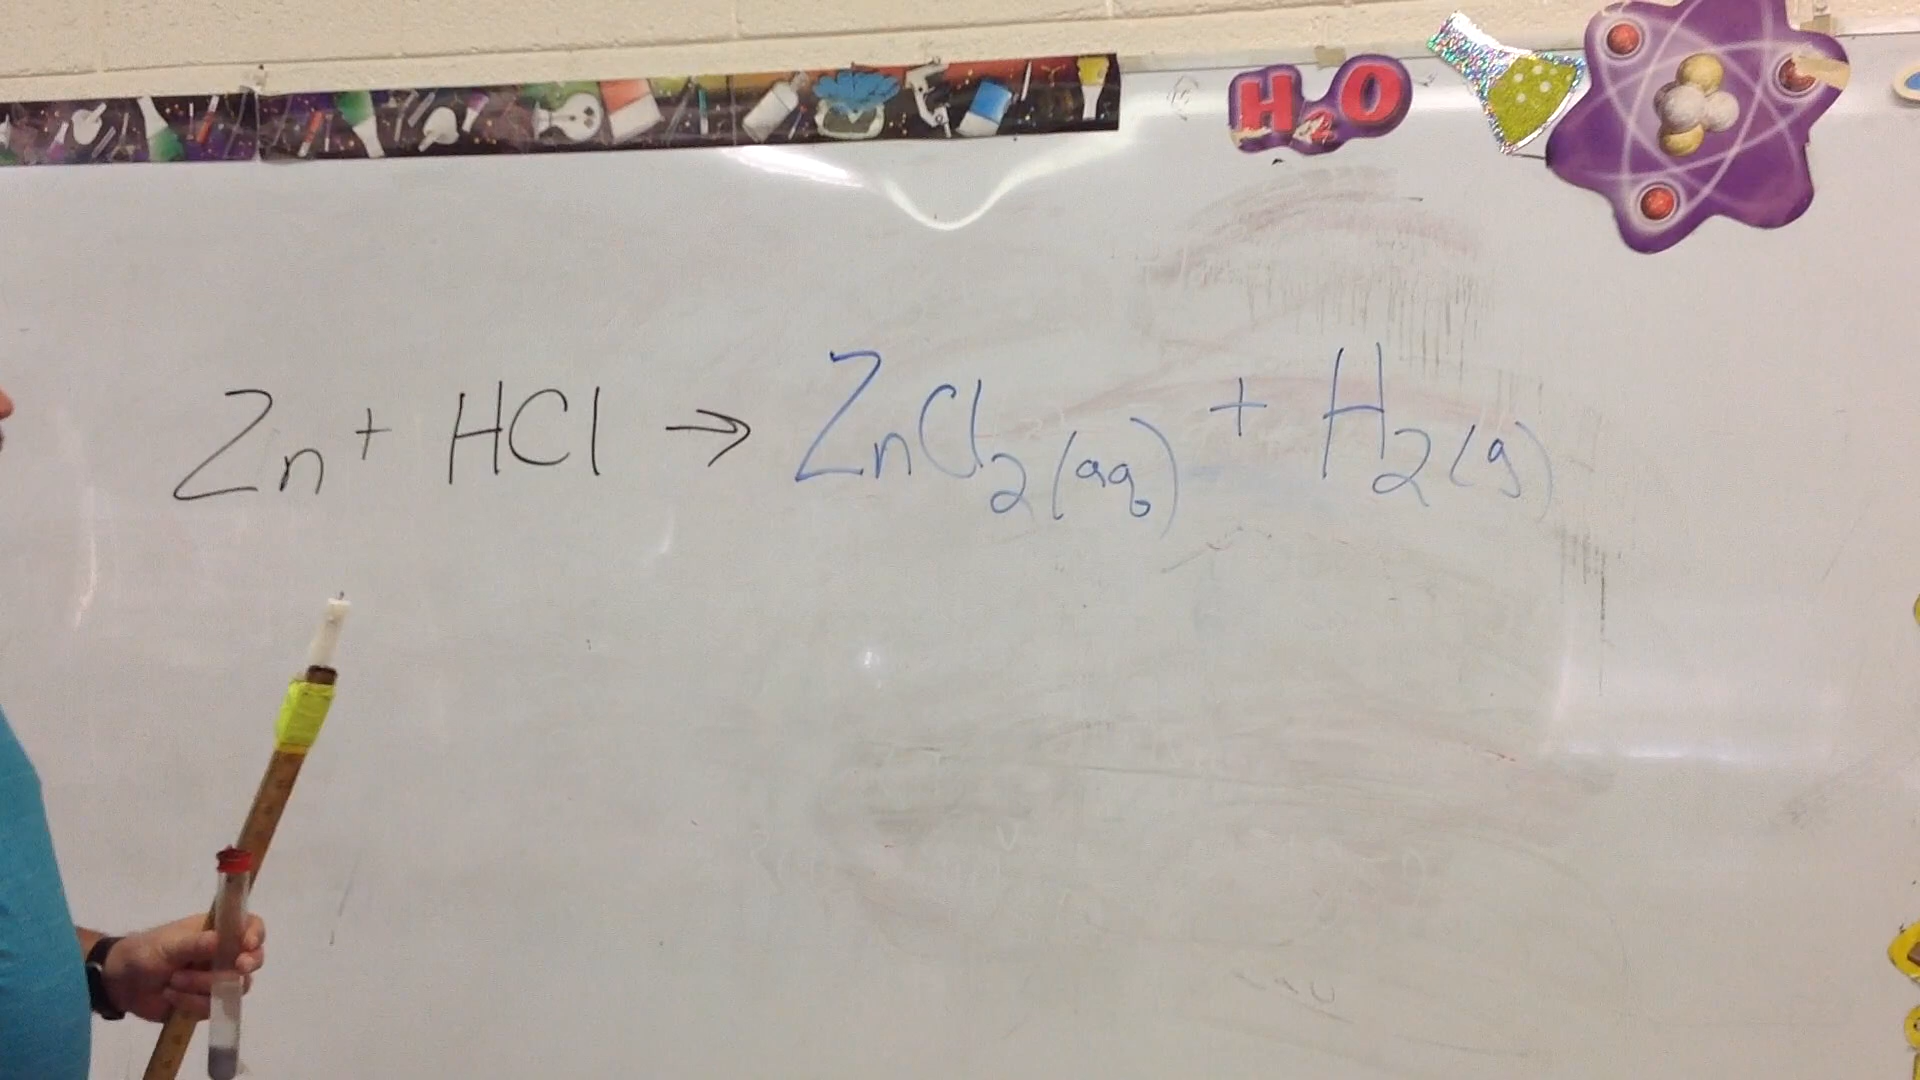 H₂O
Zn + HCl → ZnCl₂(aq) + H₂(g)